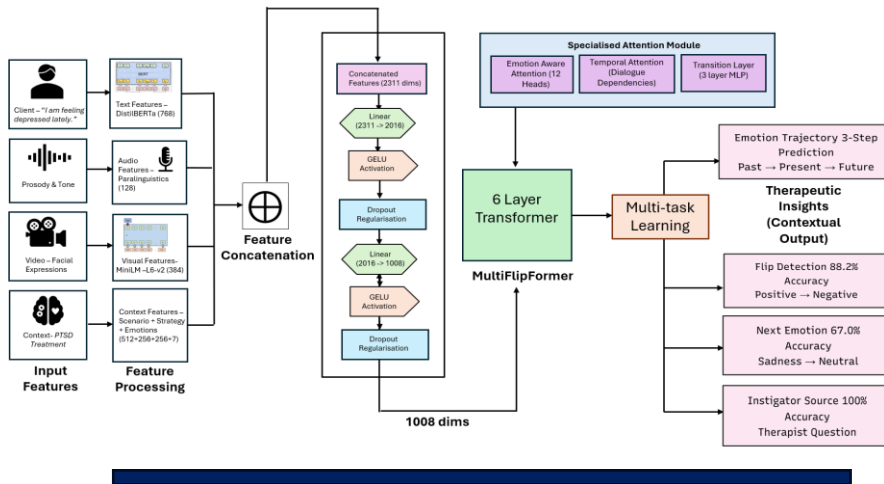 Client – "I am feeling
depressed lately."
Prosody & Tone
Video – Facial
Expressions
Context- PTSD
Treatment
Input
Features
BERT
Text Features –
DistilBERTa (768)
Audio
Features –
Paralinguistics
(128)
Visual Features-
MiniLM –L6-v2 (384)
Context Features –
Scenario + Strategy
+ Emotions
(512+256+256+7)
Feature
Processing
Feature
Concatenation
Concatenated
Features (2311 dims)
Linear
(2311 -> 2016)
GELU
Activation
Dropout
Regularisation
Linear
(2016 -> 1008)
GELU
Activation
Dropout
Regularisation
1008 dims
Specialised Attention Module
Emotion Aware
Attention (12
Heads)
Temporal Attention
(Dialogue
Dependencies)
Transition Layer
(3 layer MLP)
6 Layer
Transformer
MultiFlipFormer
Multi-task
Learning
Emotion Trajectory 3-Step
Prediction
Past → Present → Future
Therapeutic
Insights
(Contextual
Output)
Flip Detection 88.2%
Accuracy
Positive → Negative
Next Emotion 67.0%
Accuracy
Sadness → Neutral
Instigator Source 100%
Accuracy
Therapist Question